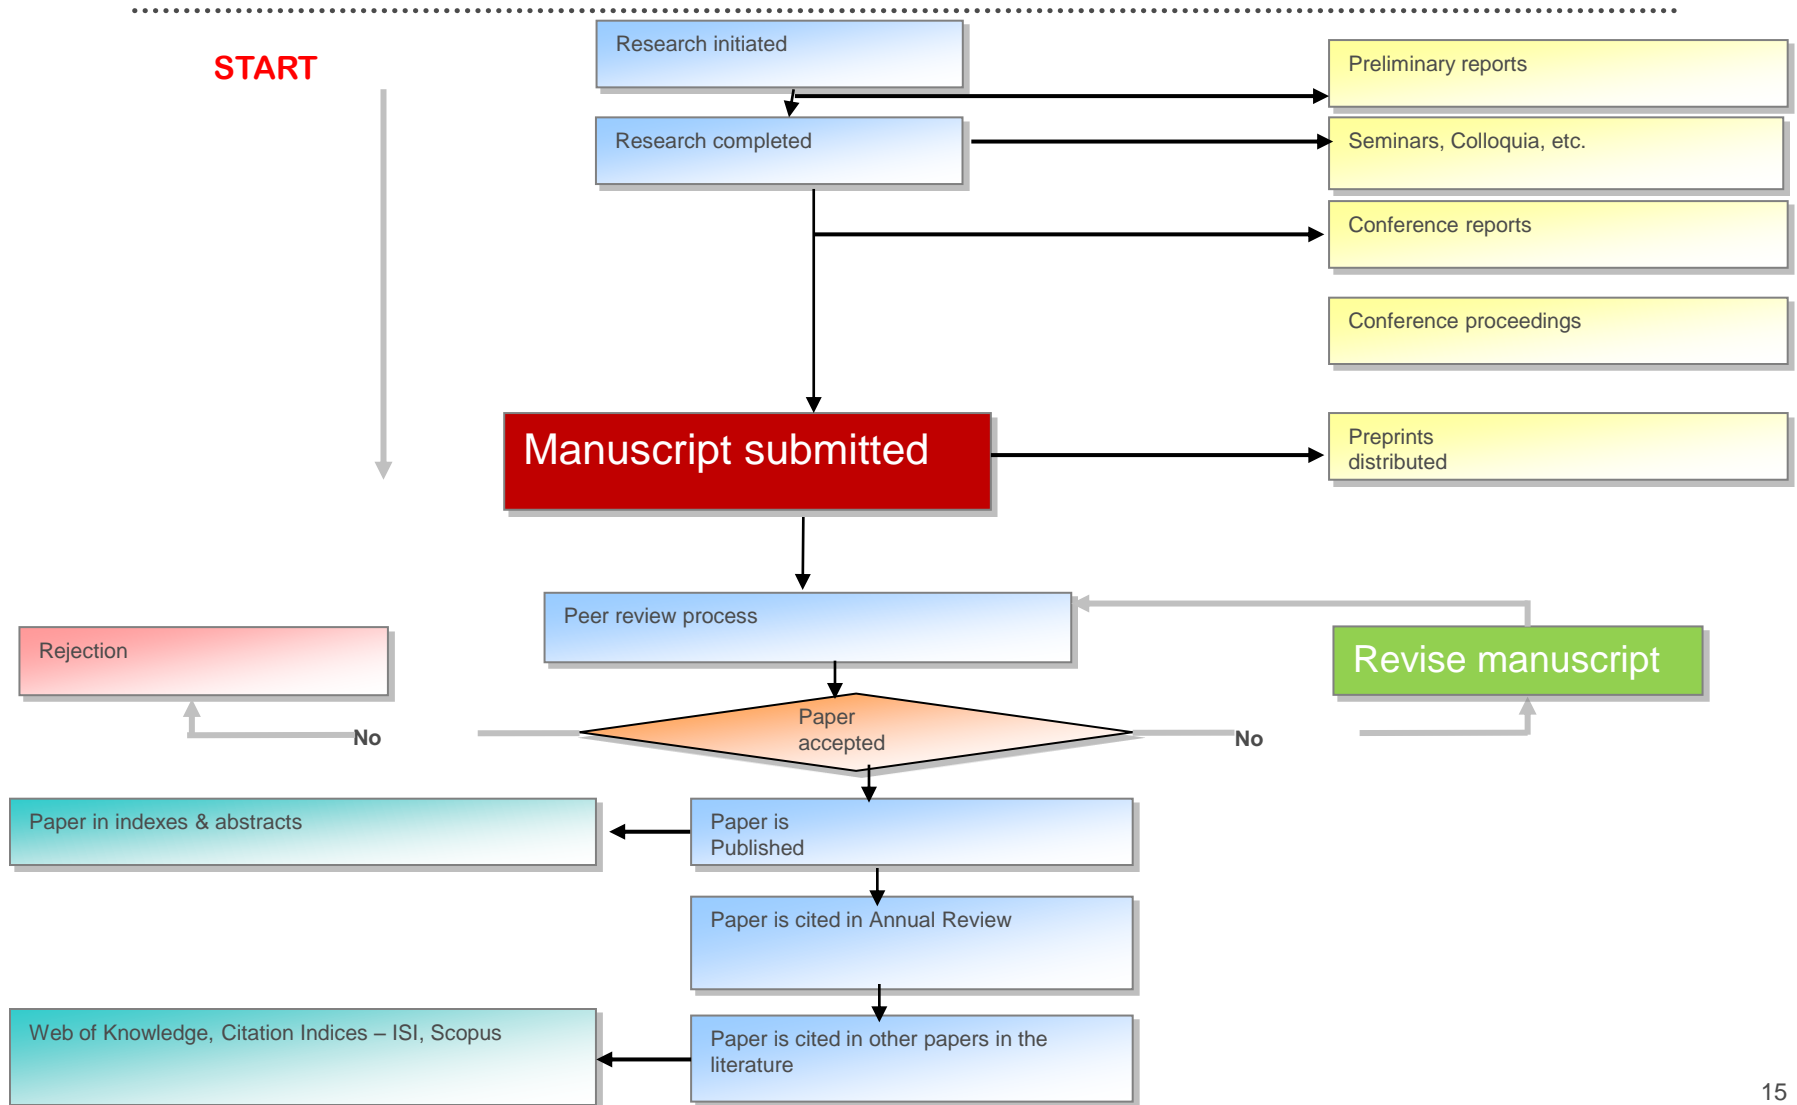 START
Research initiated
Preliminary reports
Research completed
Seminars, Colloquia, etc.
Conference reports
Conference proceedings
Manuscript submitted
Preprints
distributed
Peer review process
Rejection
Revise manuscript
Paper
accepted
No
No
Paper in indexes & abstracts
Paper is
Published
Paper is cited in Annual Review
Web of Knowledge, Citation Indices – ISI, Scopus
Paper is cited in other papers in the
literature
15